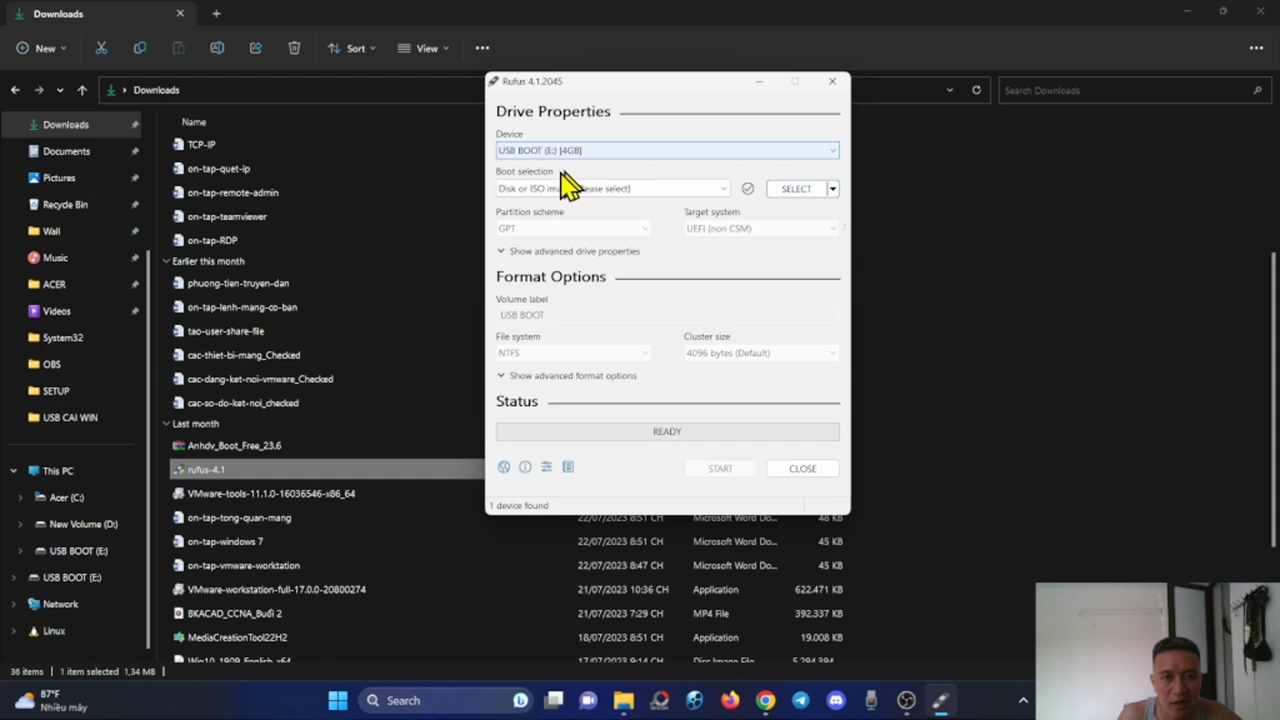 Downloads
New
Sort
View
Downloads
Search Downloads
Downloads
Documents
Pictures
Recycle Bin
Wall
Music
ACER
Videos
System32
OBS
SETUP
USB CAI WIN
This PC
Acer (C:)
New Volume (D:)
USB BOOT (E:)
USB BOOT (E:)
Network
Linux
Name
TCP-IP
on-tap-quet-ip
on-tap-remote-admin
on-tap-teamviewer
on-tap-RDP
Earlier this month
phuong-tien-truyen-dan
on-tap-lenh-mang-co-ban
tao-user-share-file
cac-thiet-bi-mang_Checked
cac-dang-ket-noi-vmware_Checked
cac-so-do-ket-noi_checked
Last month
Anhdv_Boot_Free_23.6
rufus-4.1
VMware-tools-11.1.0-16036546-x86_64
on-tap-tong-quan-mang 22/07/2023 8:51 CH Microsoft Word Do... 48 KB
on-tap-windows 7 22/07/2023 8:51 CH Microsoft Word Do... 45 KB
on-tap-vmware-worktation 22/07/2023 8:47 CH Microsoft Word Do... 45 KB
VMware-workstation-full-17.0.0-20800274 21/07/2023 10:36 CH Application 622.471 KB
BKACAD_CCNA_Buổi 2 21/07/2023 7:29 CH MP4 File 392.337 KB
MediaCreationTool22H2 18/07/2023 8:51 CH Application 19.008 KB
Win10_1909_English_x64 17/07/2023 9:14 CH Disc Image File 5.294.394
Rufus 4.1.2045
Drive Properties
Device
USB BOOT (E:) [4GB]
Boot selection
Disk or ISO select)
SELECT
Partition scheme Target system
GPT UEFI (non CSM) ?
Show advanced drive properties
Format Options
Volume label
USB BOOT
File system Cluster size
NTFS 4096 bytes (Default)
Show advanced format options
Status
READY
START CLOSE
1 device found
36 items 1 item selected 1,34 MB
87°F
Nhiều mây
Search